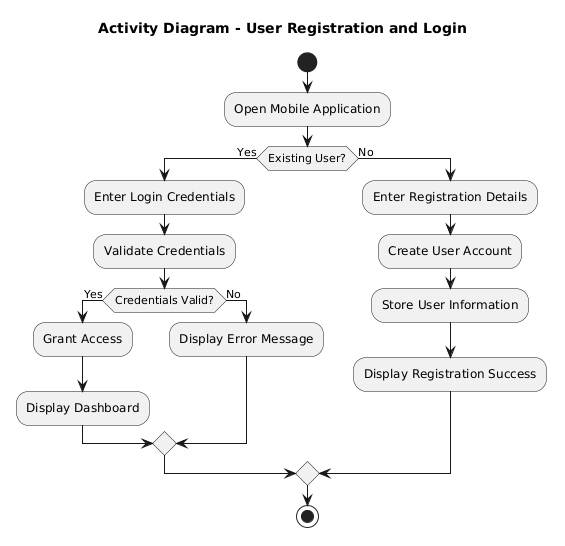 Activity Diagram - User Registration and Login
Open Mobile Application
Existing User?
Yes
No
Enter Login Credentials
Validate Credentials
Credentials Valid?
Yes
No
Grant Access
Display Dashboard
Display Error Message
Enter Registration Details
Create User Account
Store User Information
Display Registration Success